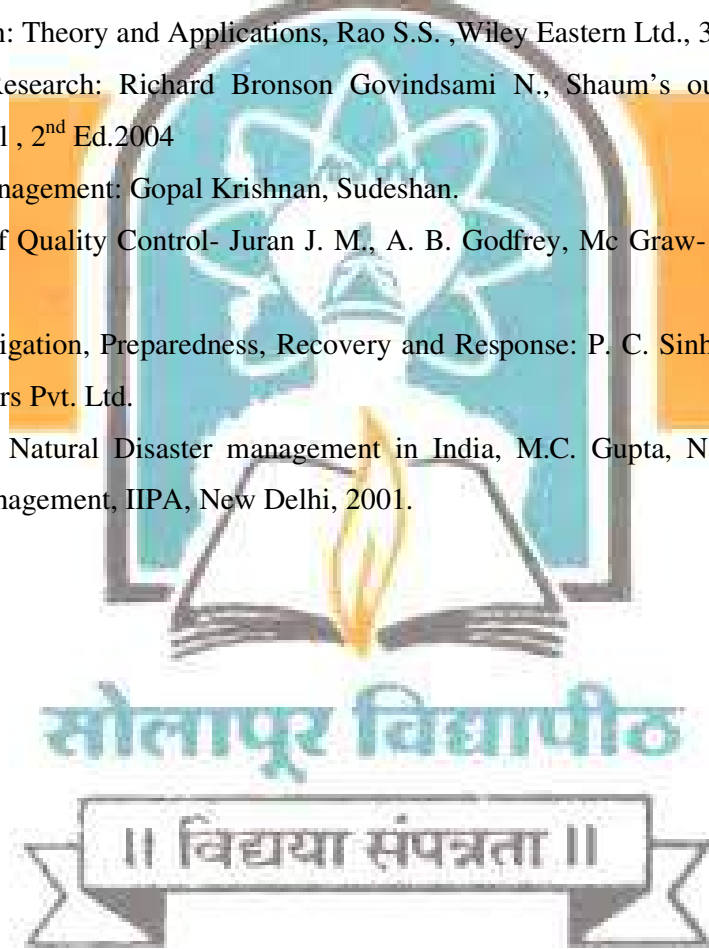 n: Theory and Applications, Rao S.S. ,Wiley Eastern Ltd., 3
Research: Richard Bronson Govindsami N., Shaum's ou
l , 2nd Ed.2004
nagement: Gopal Krishnan, Sudeshan.
f Quality Control- Juran J. M., A. B. Godfrey, Mc Graw-
igation, Preparedness, Recovery and Response: P. C. Sinh
rs Pvt. Ltd.
Natural Disaster management in India, M.C. Gupta, N
nagement, IIPA, New Delhi, 2001.
सोलापूर विद्यापीठ
।। विद्यया संपन्नता ।।